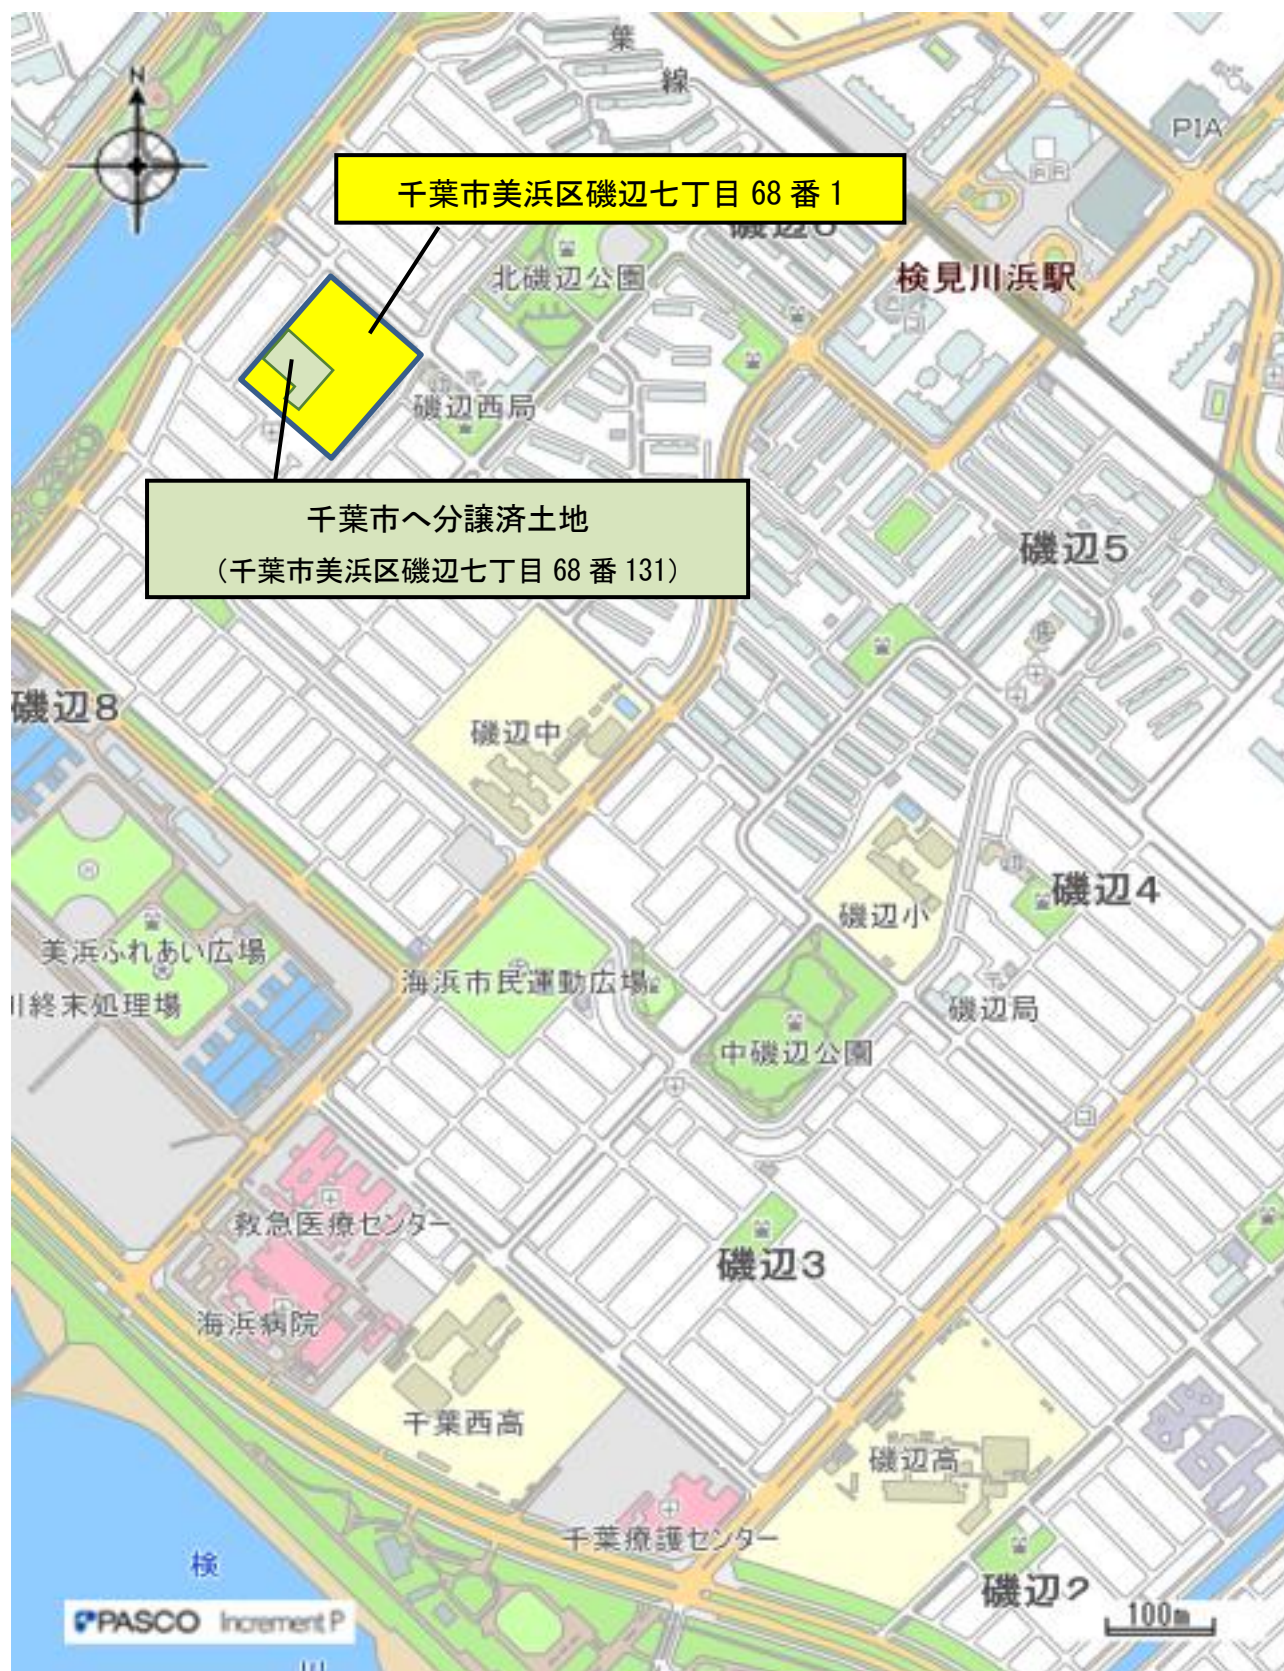 葉
線
N
PIA
千葉市美浜区磯辺七丁目 68 番 1
磯辺6
北磯辺公園
検見川浜駅
磯辺西局
千葉市へ分譲済土地
（千葉市美浜区磯辺七丁目 68 番 131）
磯辺5
磯辺8
磯辺中
磯辺4
磯辺小
美浜ふれあい広場
海浜市民運動広場
川終末処理場
磯辺局
中磯辺公園
救急医療センター
磯辺3
海浜病院
千葉西高
磯辺高
千葉療護センター
検
磯辺2
100m
PASCO Increment P
川